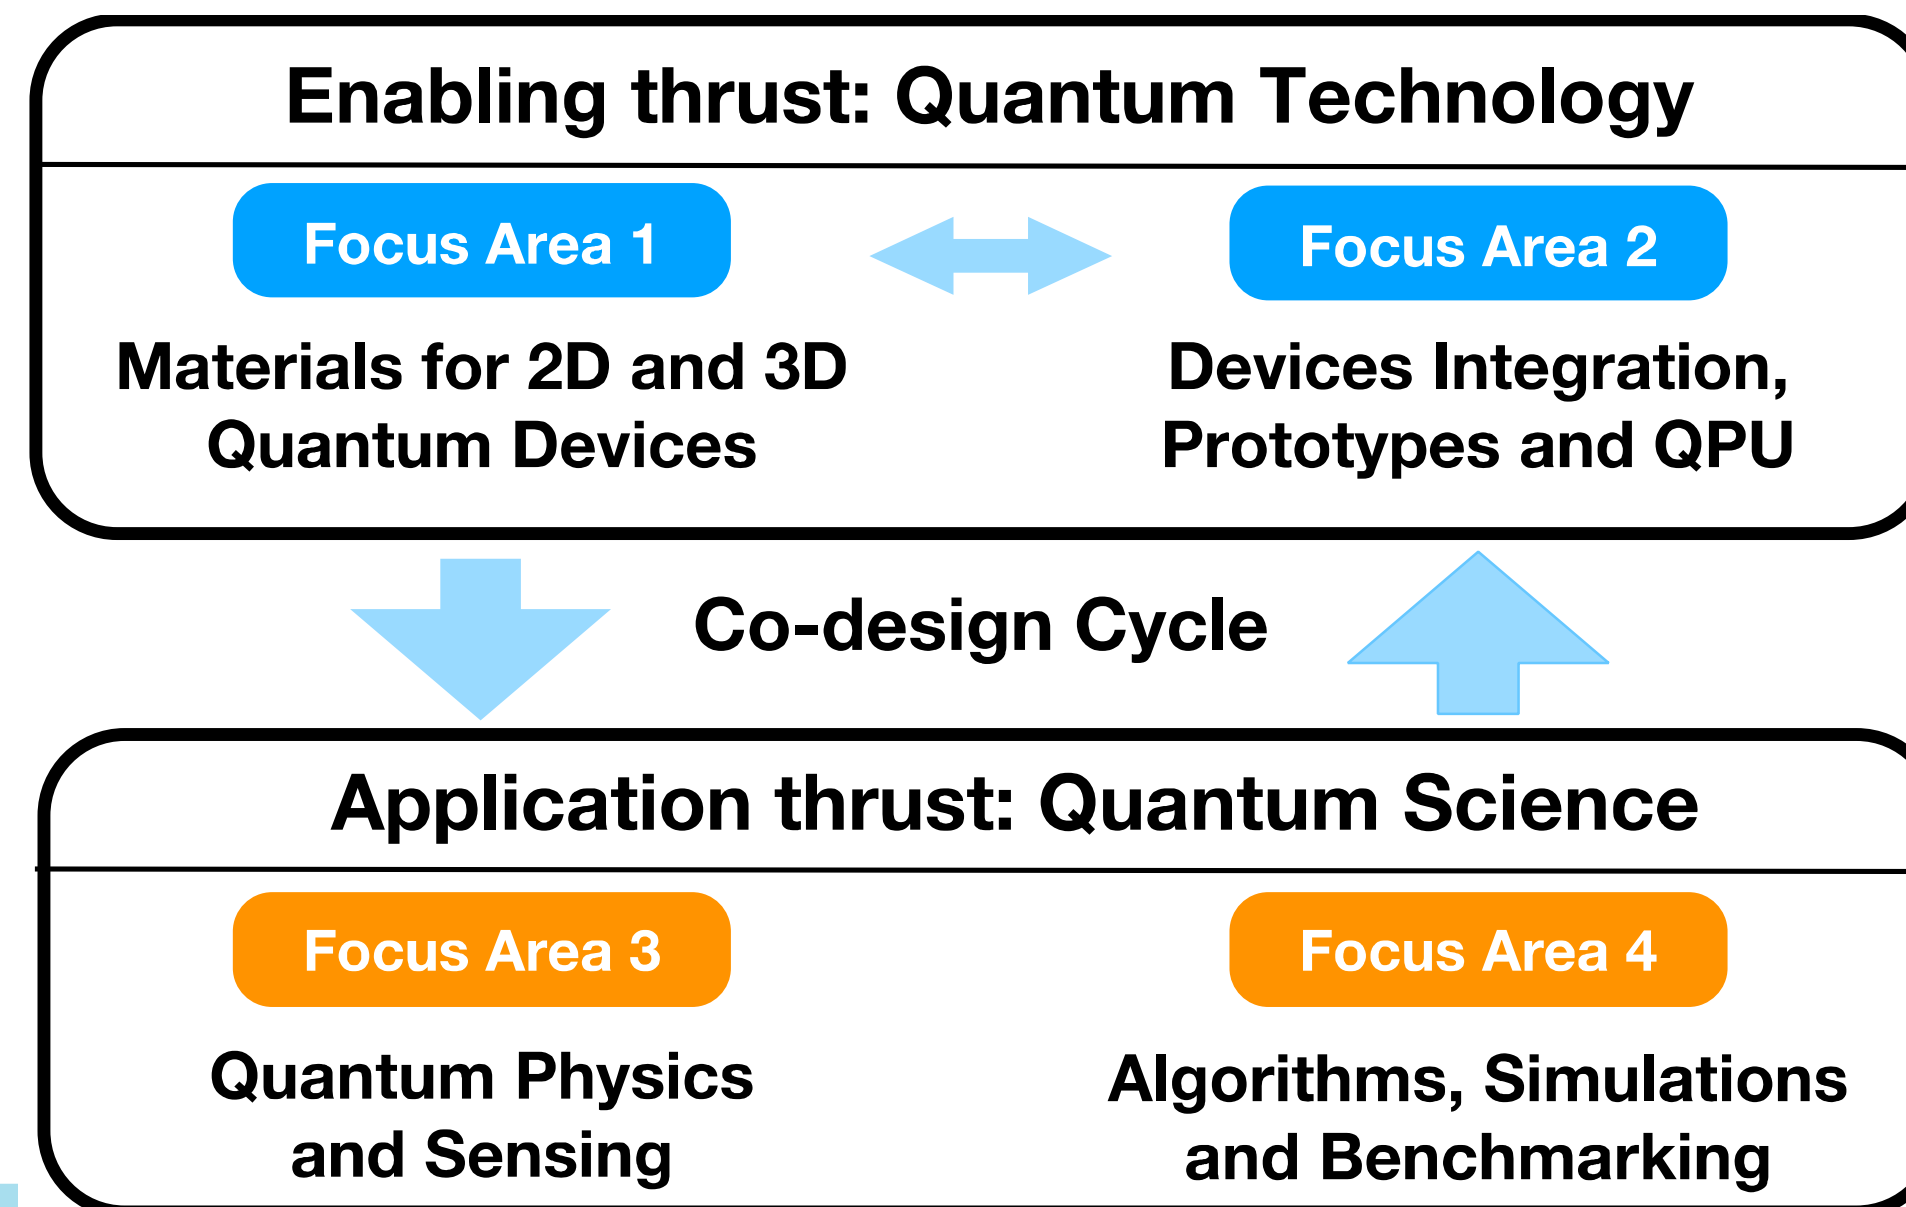 Enabling thrust: Quantum Technology
Focus Area 1
Focus Area 2
Materials for 2D and 3D
Quantum Devices
Devices Integration,
Prototypes and QPU
Co-design Cycle
Application thrust: Quantum Science
Focus Area 3
Focus Area 4
Quantum Physics
and Sensing
Algorithms, Simulations
and Benchmarking